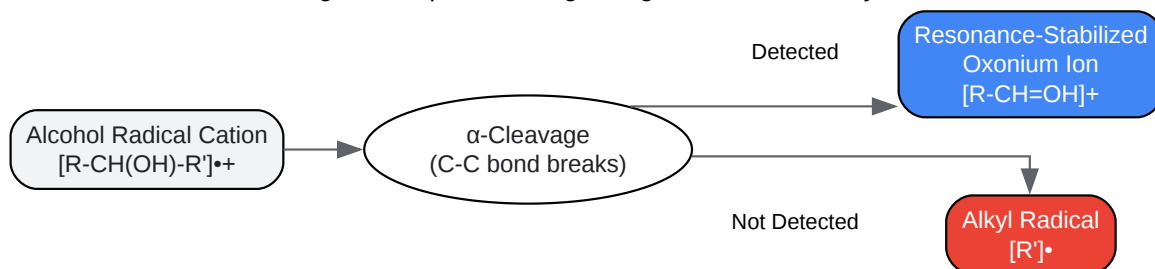 Detected
Resonance-Stabilized
Oxonium Ion
[R-CH=OH]+
Alcohol Radical Cation
[R-CH(OH)-R']•+
α-Cleavage
(C-C bond breaks)
Not Detected
Alkyl Radical
[R']•